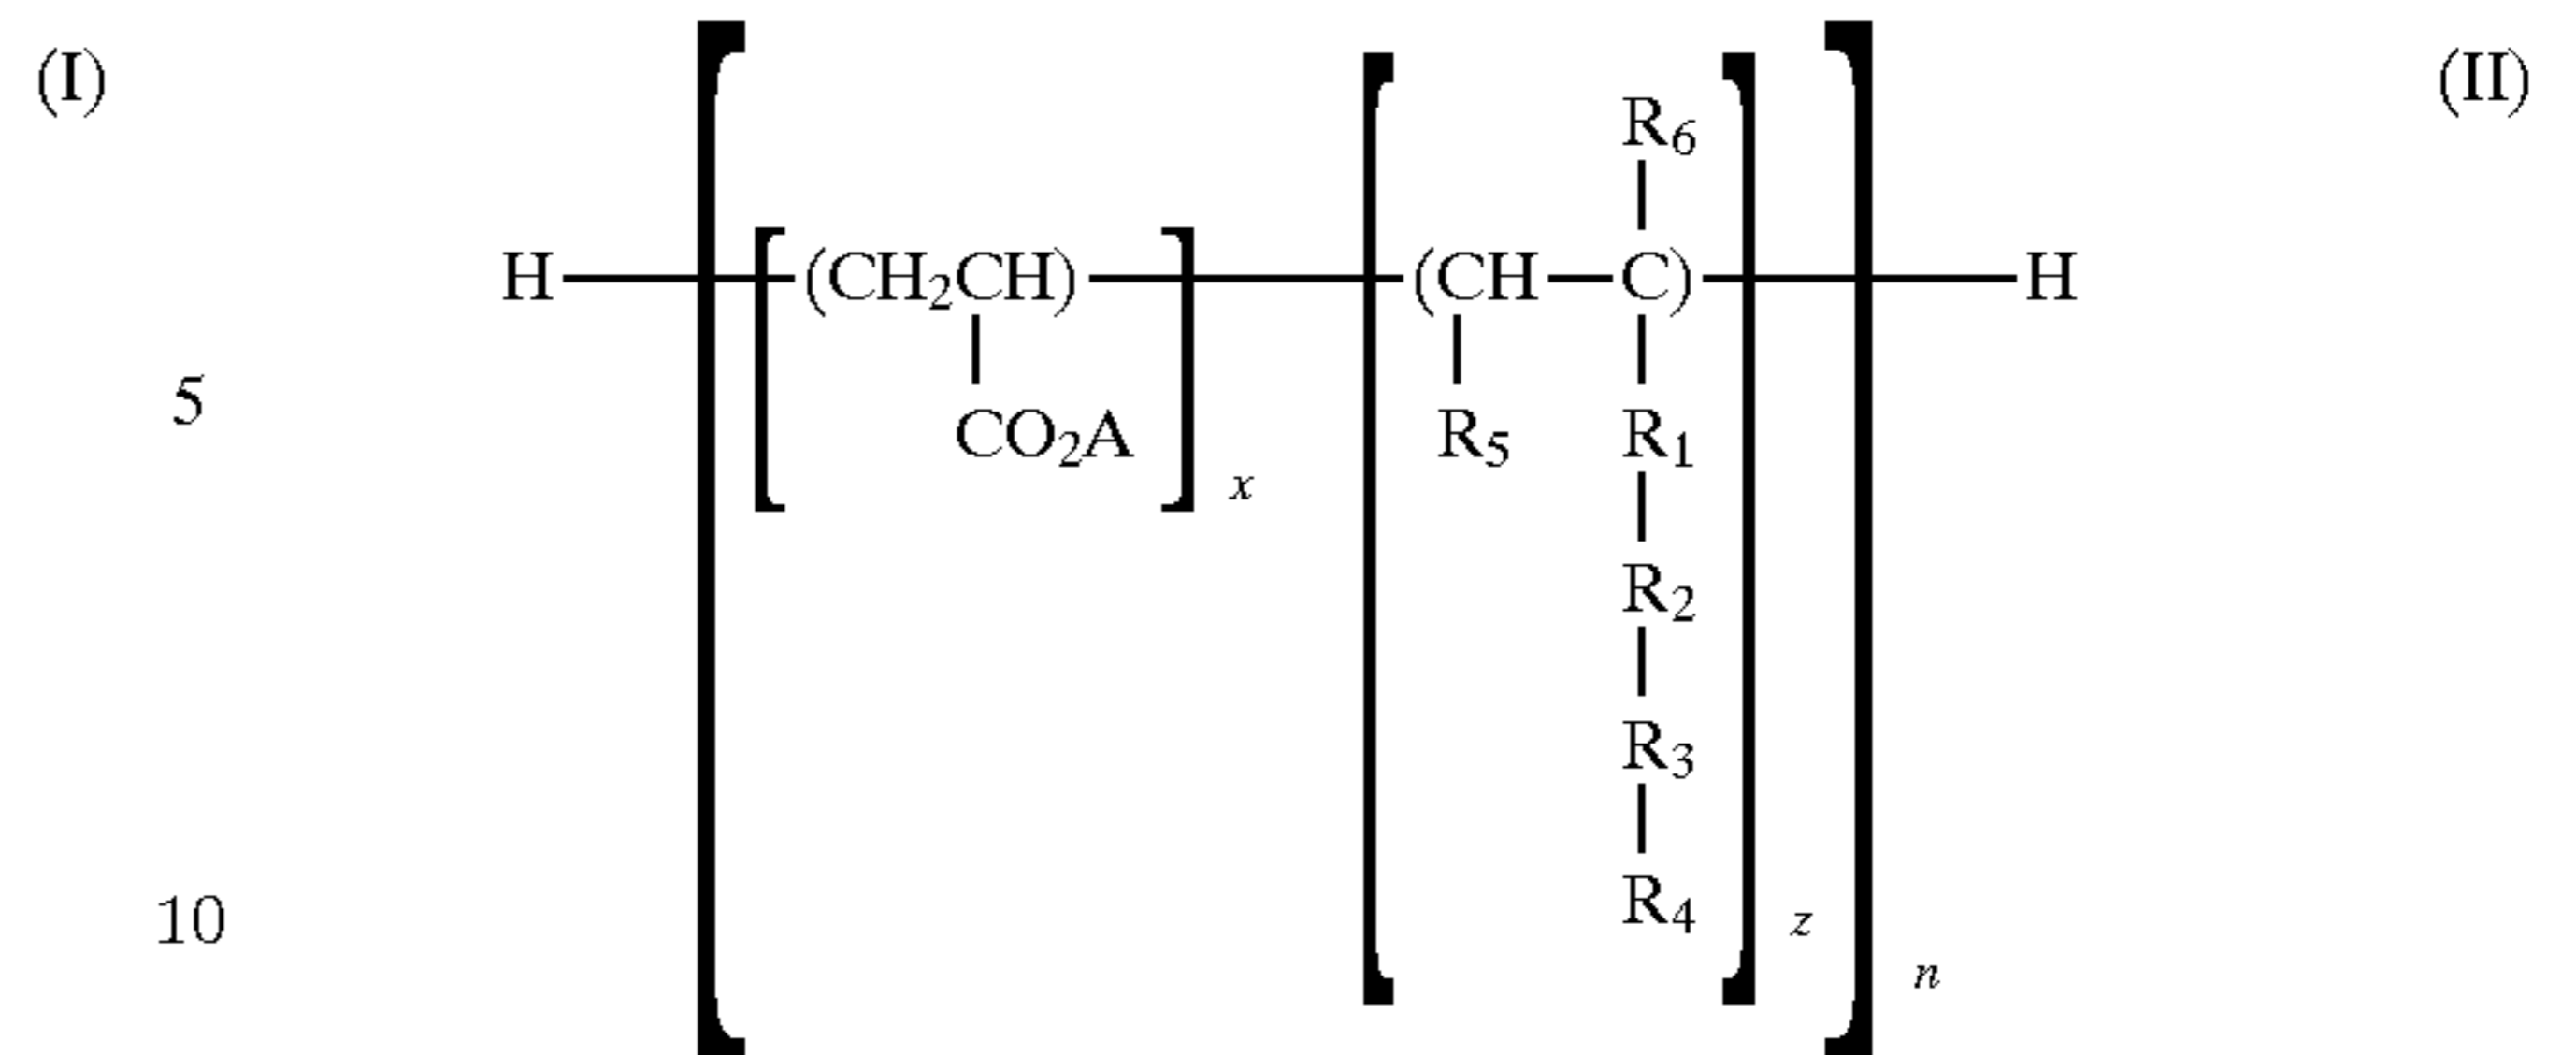 (I) (II)
R6
H (CH2CH) (CH C) H
5 CO2A R5 R1
x
R2
R3
10 R4 z
n